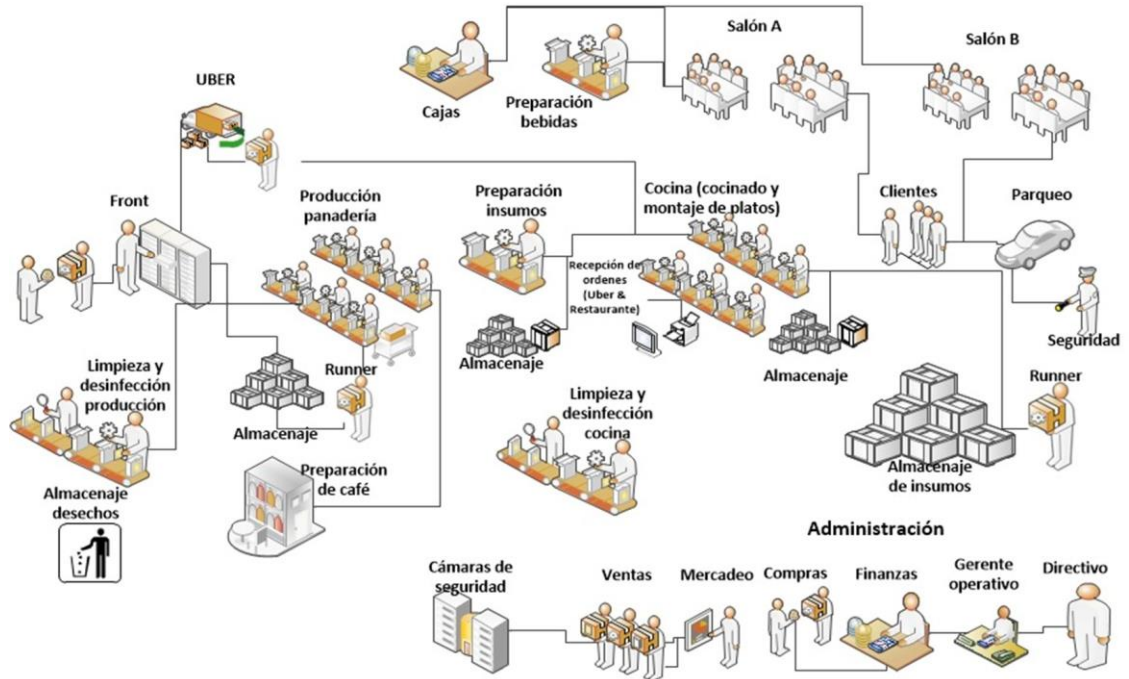 Salón A
Salón B
UBER
Cajas
Preparación
bebidas
Front
Producción
panadería
Preparación
insumos
Cocina (cocinado y
montaje de platos)
Clientes
Parqueo
Recepción de
ordenes
(Uber &
Restaurante)
Limpieza y
desinfección
producción
Runner
Almacenaje
Almacenaje
Almacenaje
Seguridad
Runner
Limpieza y
desinfección
cocina
Preparación
de café
Almacenaje
de insumos
Almacenaje
desechos
Administración
Cámaras de
seguridad
Ventas
Mercadeo
Compras
Finanzas
Gerente
operativo
Directivo